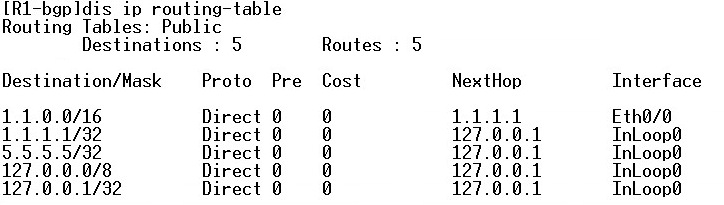 [R1-bgp]dis ip routing-table
Routing Tables: Public
Destinations : 5 Routes : 5
Destination/Mask Proto Pre Cost NextHop Interface
1.1.0.0/16 Direct 0 0 1.1.1.1 Eth0/0
1.1.1.1/32 Direct 0 0 127.0.0.1 InLoop0
5.5.5.5/32 Direct 0 0 127.0.0.1 InLoop0
127.0.0.0/8 Direct 0 0 127.0.0.1 InLoop0
127.0.0.1/32 Direct 0 0 127.0.0.1 InLoop0